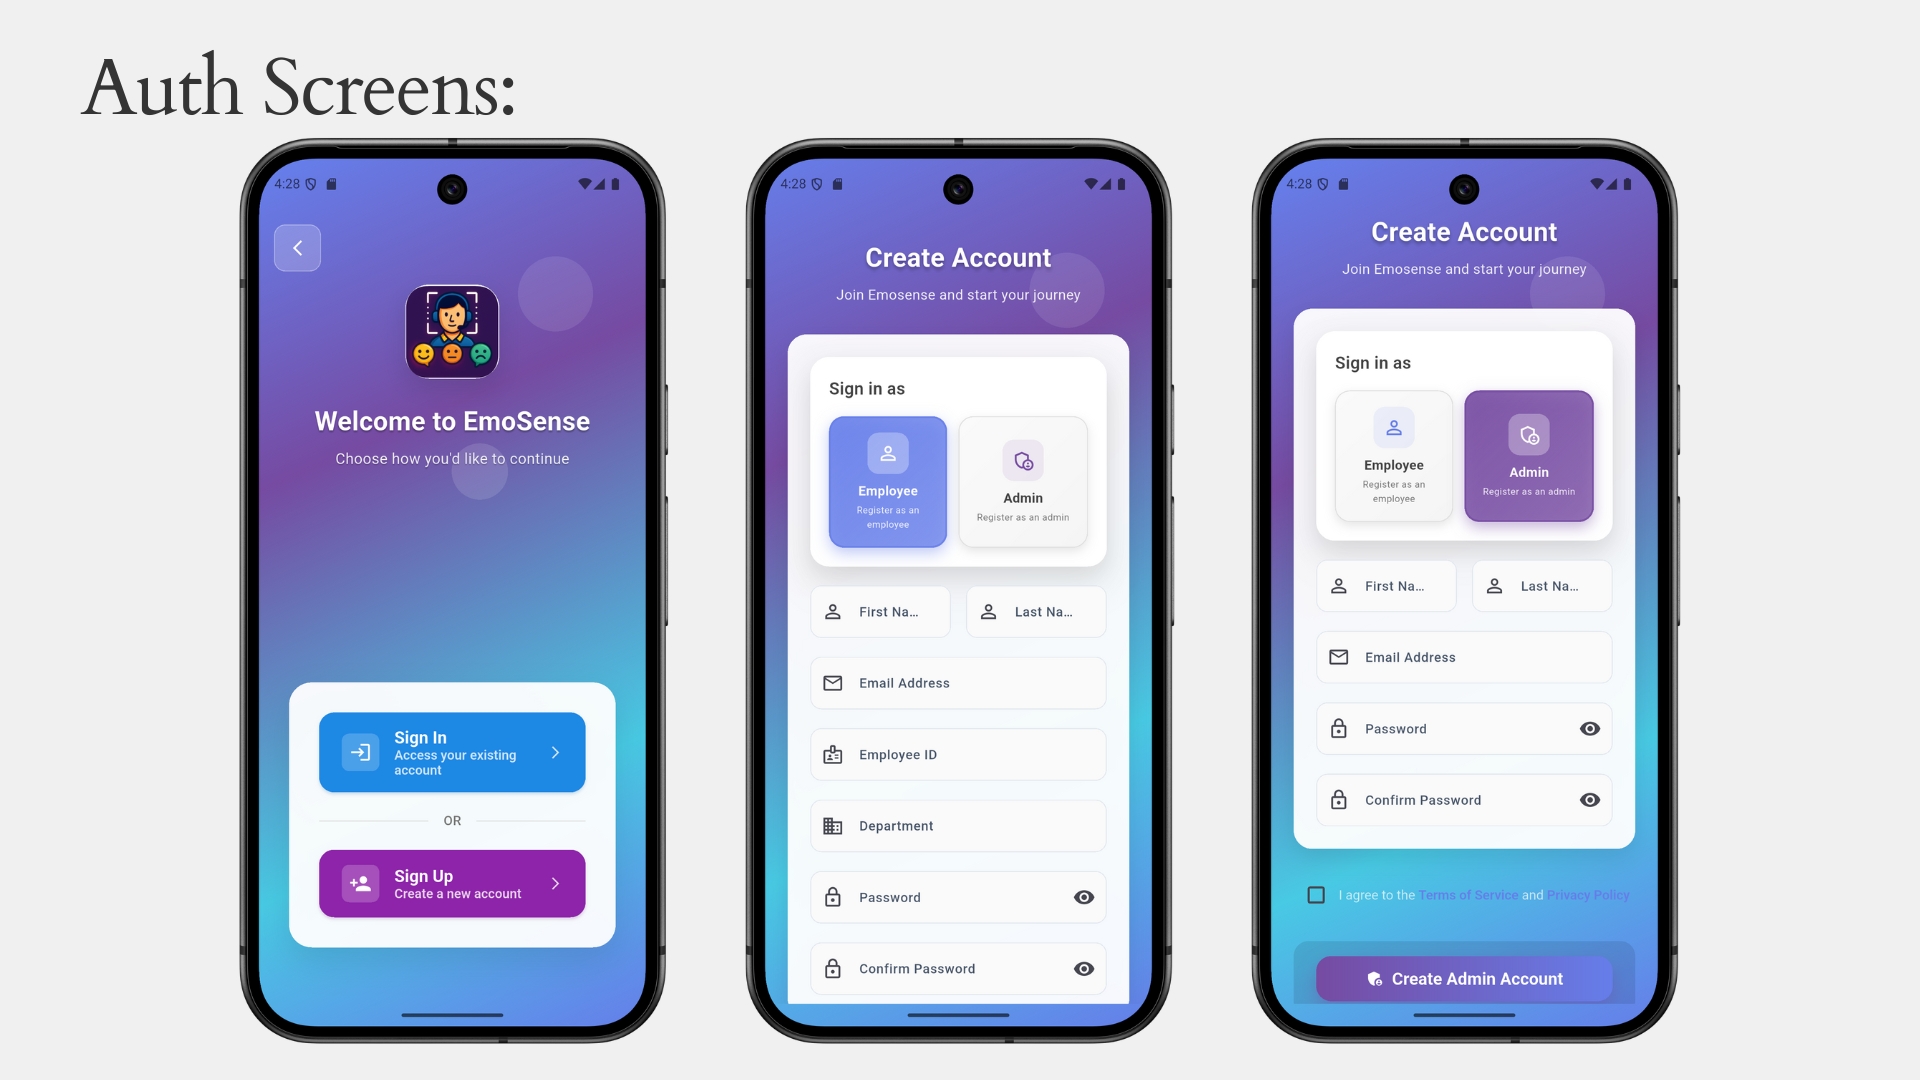 Auth Screens:
4:28
Welcome to EmoSense
Choose how you'd like to continue
Sign In
Access your existing
account
OR
Sign Up
Create a new account
4:28
Create Account
Join Emosense and start your journey
Sign in as
Employee
Register as an
employee
Admin
Register as an admin
First Na...
Last Na...
Email Address
Employee ID
Department
Password
Confirm Password
4:28
Create Account
Join Emosense and start your journey
Sign in as
Employee
Register as an
employee
Admin
Register as an admin
First Na...
Last Na...
Email Address
Password
Confirm Password
I agree to the Terms of Service and Privacy Policy
Create Admin Account